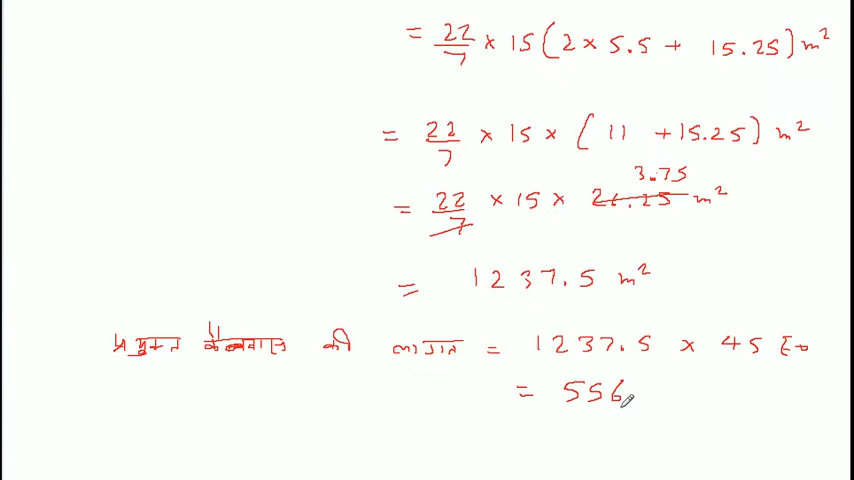 = 22/7 × 15 (2 × 5.5 + 15.25) m²
= 22/7 × 15 × (11 + 15.25) m²
3.75
= 22/7 × 15 × 26.25 m²
= 1237.5 m²
प्रयुक्त केनवास की लागत = 1237.5 × 45 रु०
= 556